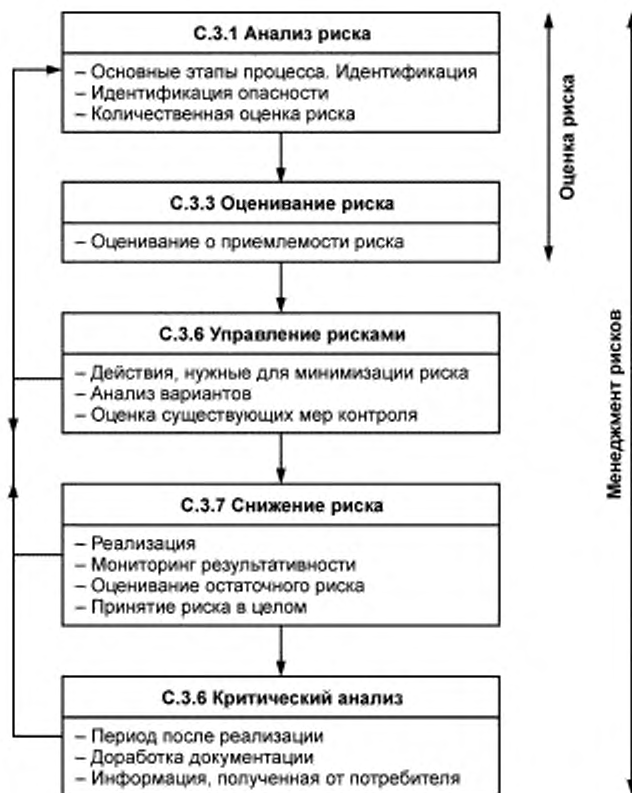 С.3.1 Анализ риска
– Основные этапы процесса. Идентификация
– Идентификация опасности
– Количественная оценка риска
С.3.3 Оценивание риска
– Оценивание о приемлемости риска
С.3.6 Управление рисками
– Действия, нужные для минимизации риска
– Анализ вариантов
– Оценка существующих мер контроля
С.3.7 Снижение риска
– Реализация
– Мониторинг результативности
– Оценивание остаточного риска
– Принятие риска в целом
С.3.6 Критический анализ
– Период после реализации
– Доработка документации
– Информация, полученная от потребителя
Оценка риска
Менеджмент рисков